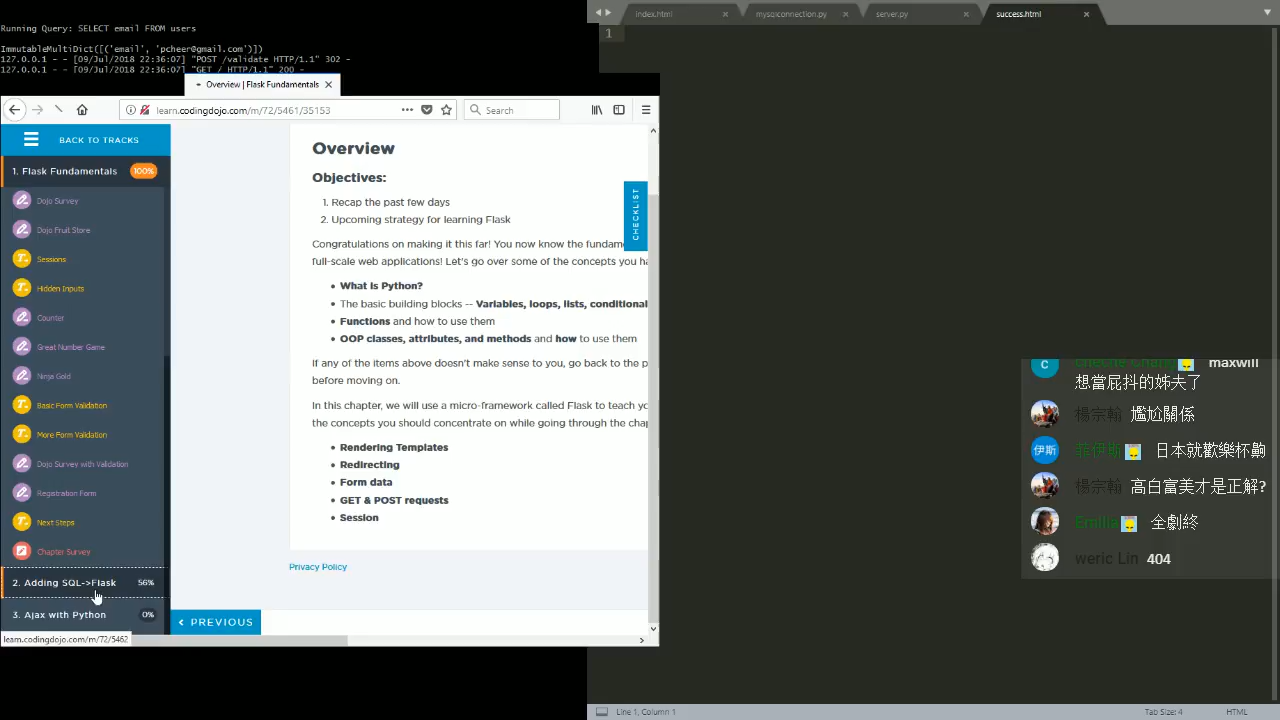 Running Query: SELECT email FROM users
ImmutableMultiDict([('email', 'pcheer@gmail.com')])
127.0.0.1 - - [09/Jul/2018 22:36:07] "POST /validate HTTP/1.1" 302 -
127.0.0.1 - - [09/Jul/2018 22:36:07] "GET / HTTP/1.1" 200 -
Overview | Flask Fundamentals
learn.codingdojo.com/m/72/5461/35153
Search
BACK TO TRACKS
1. Flask Fundamentals 100%
Dojo Survey
Dojo Fruit Store
Sessions
Hidden Inputs
Counter
Great Number Game
Ninja Gold
Basic Form Validation
More Form Validation
Dojo Survey with Validation
Registration Form
Next Steps
Chapter Survey
2. Adding SQL->Flask 56%
3. Ajax with Python 0%
learn.codingdojo.com/m/72/5462
Overview
Objectives:
1. Recap the past few days
2. Upcoming strategy for learning Flask
Congratulations on making it this far! You now know the fundame
full-scale web applications! Let's go over some of the concepts you ha
What is Python?
The basic building blocks -- Variables, loops, lists, conditional
Functions and how to use them
OOP classes, attributes, and methods and how to use them
If any of the items above doesn't make sense to you, go back to the p
before moving on.
In this chapter, we will use a micro-framework called Flask to teach yo
the concepts you should concentrate on while going through the cha
Rendering Templates
Redirecting
Form data
GET & POST requests
Session
Privacy Policy
PREVIOUS
CHECKLIST
index.html
mysqlconnection.py
server.py
success.html
1
C maxwill
想當屁抖的姊大了
楊宗翰 尷尬關係
伊斯 菲伊斯 日本就歡樂杯齁
楊宗翰 高白富美才是正解?
Emilia 全劇終
weric Lin 404
Line 1, Column 1
Tab Size: 4
HTML